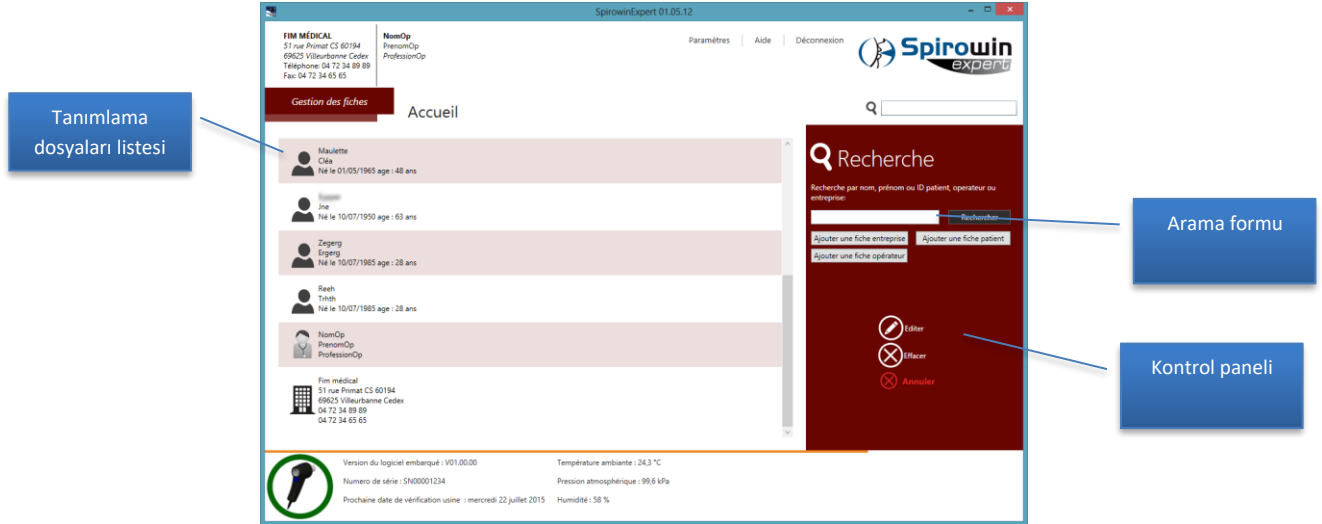 SpirowinExpert 01.05.12
FIM MÉDICAL
51 rue Primat CS 60194
69625 Villeurbanne Cedex
Téléphone: 04 72 34 89 89
Fax: 04 72 34 65 65
NomOp
PrenomOp
ProfessionOp
Paramètres
Aide
Déconnexion
Spirowin
expert
Gestion des fiches
Accueil
Tanımlama
dosyaları listesi
Maulette
Cléa
Né le 01/05/1965 age : 48 ans
Jne
Né le 10/07/1950 age : 63 ans
Zegerg
Ergerg
Né le 10/07/1985 age : 28 ans
Reeh
Trhth
Né le 10/07/1985 age : 28 ans
NomOp
PrenomOp
ProfessionOp
Fim médical
51 rue Primat CS 60194
69625 Villeurbanne Cedex
04 72 34 89 89
04 72 34 65 65
Recherche
Recherche par nom, prénom ou ID patient, operateur ou
entreprise:
Rechercher
Ajouter une fiche entreprise
Ajouter une fiche patient
Ajouter une fiche opérateur
Editer
Effacer
Annuler
Arama formu
Kontrol paneli
Version du logiciel embarqué : V01.00.00
Numero de série : SN00001234
Prochaine date de vérification usine : mercredi 22 juillet 2015
Température ambiante : 24,3 °C
Pression atmosphérique : 99,6 kPa
Humidité : 58 %